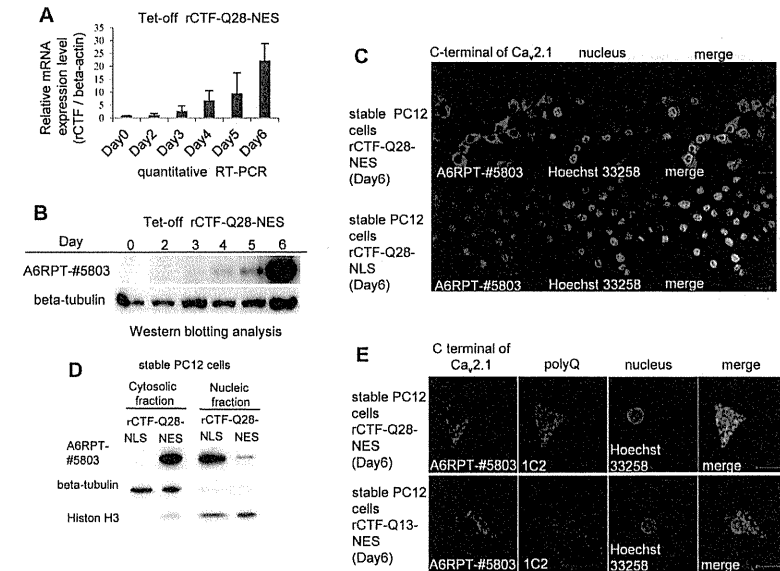 A
Tet-off rCTF-Q28-NES
Relative mRNA
expression level
(rCTF / beta-actin)
35
30
25
20
15
10
5
0
Day0
Day2
Day3
Day4
Day5
Day6
quantitative RT-PCR
B
Tet-off rCTF-Q28-NES
Day 0 2 3 4 5 6
A6RPT-#5803
beta-tubulin
Western blotting analysis
C
C-terminal of Cav2.1 nucleus merge
stable PC12
cells
rCTF-Q28-
NES
(Day6)
A6RPT-#5803 Hoechst 33258 merge
stable PC12
cells
rCTF-Q28-
NLS
(Day6)
A6RPT-#5803 Hoechst 33258 merge
D
stable PC12 cells
Cytosolic
fraction
Nucleic
fraction
rCTF-Q28- rCTF-Q28-
NLS NES NLS NES
A6RPT-
#5803
beta-tubulin
Histon H3
E
C terminal of
Cav2.1
polyQ nucleus merge
stable PC12
cells
rCTF-Q28-
NES
(Day6)
A6RPT-#5803 1C2 Hoechst
33258 merge
stable PC12
cells
rCTF-Q13-
NES
(Day6)
A6RPT-#5803 1C2 Hoechst
33258 merge